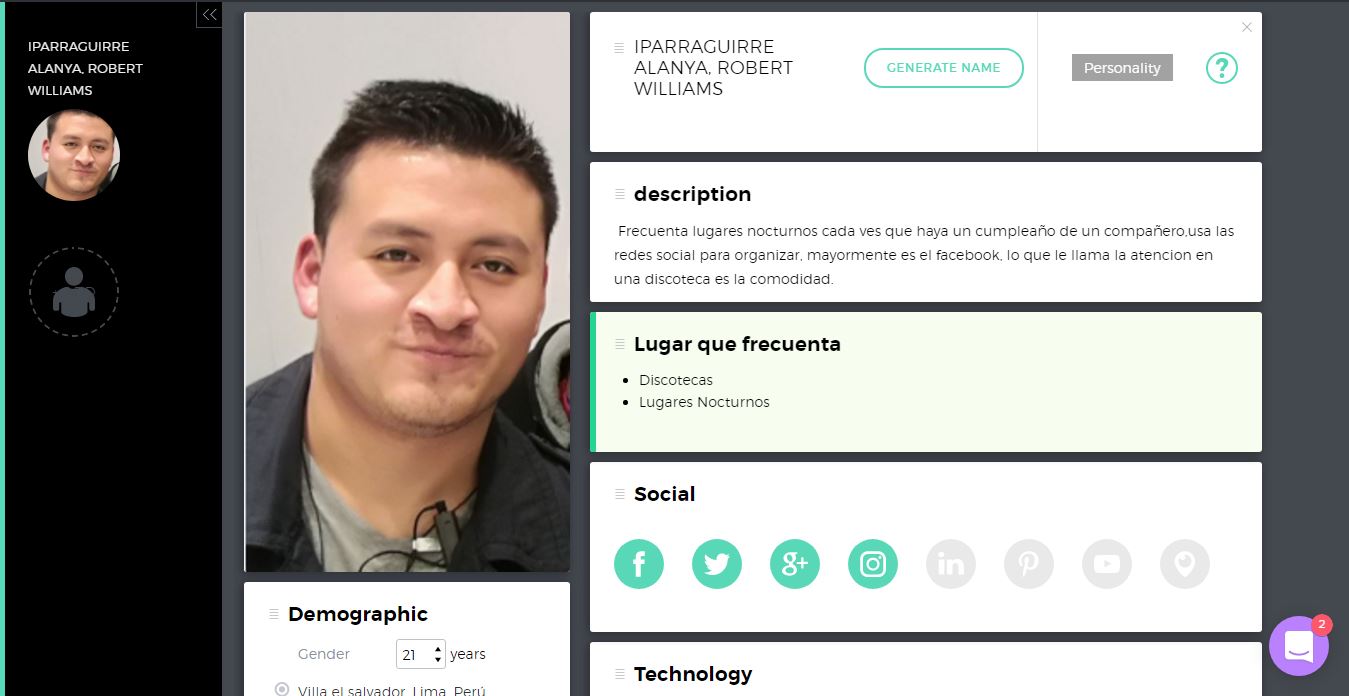 IPARRAGUIRRE
ALANYA, ROBERT
WILLIAMS
IPARRAGUIRRE
ALANYA, ROBERT
WILLIAMS
GENERATE NAME
Personality
?
description
Frecuenta lugares nocturnos cada ves que haya un cumpleaño de un compañero,usa las
redes social para organizar, mayormente es el facebook, lo que le llama la atencion en
una discoteca es la comodidad.
Lugar que frecuenta
Discotecas
Lugares Nocturnos
Social
Demographic
Gender 21 years
Villa el salvador, Lima, Perú
Technology
2